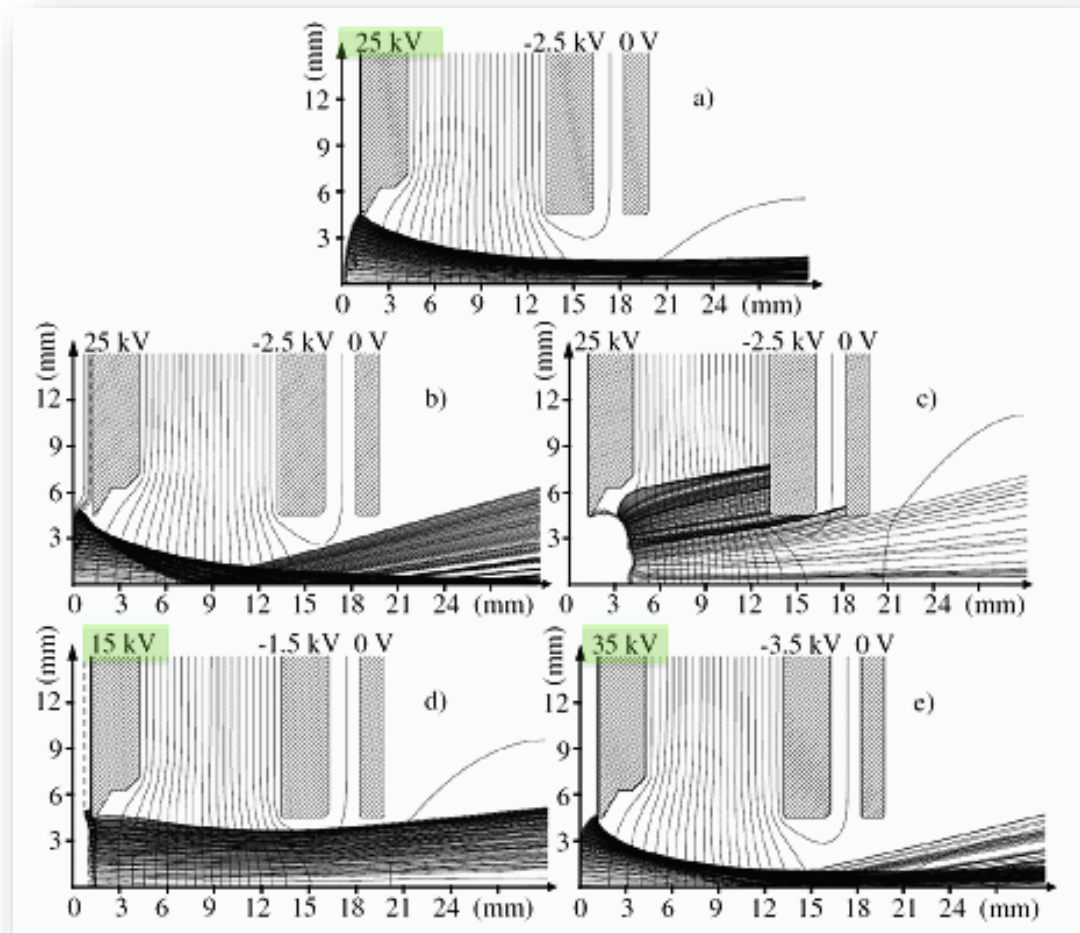 25 kV -2.5 kV 0 V
(mm)
12
a)
9
6
3
0 3 6 9 12 15 18 21 24 (mm)
25 kV -2.5 kV 0 V
(mm)
12
b)
9
6
3
0 3 6 9 12 15 18 21 24 (mm)
25 kV -2.5 kV 0 V
(mm)
12
c)
9
6
3
0 3 6 9 12 15 18 21 24 (mm)
15 kV -1.5 kV 0 V
(mm)
12
d)
9
6
3
0 3 6 9 12 15 18 21 24 (mm)
35 kV -3.5 kV 0 V
(mm)
12
e)
9
6
3
0 3 6 9 12 15 18 21 24 (mm)